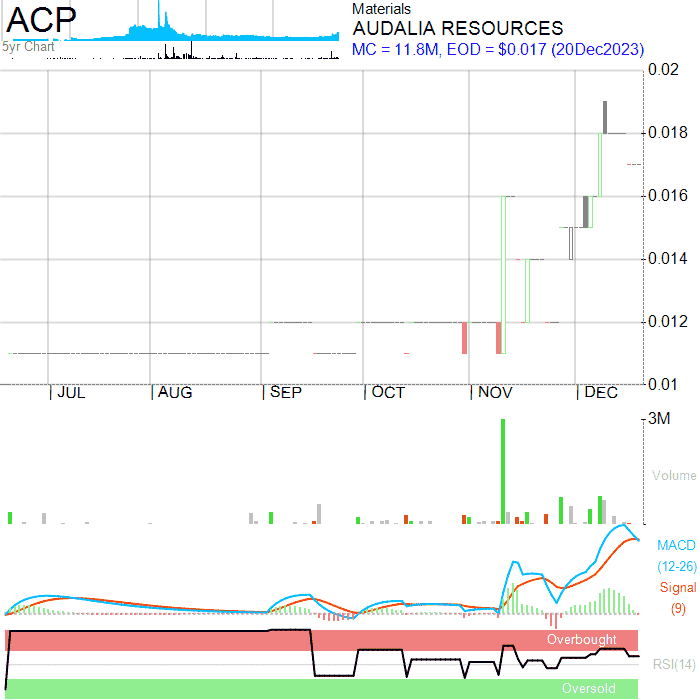 ACP
5yr Chart
Materials
AUDALIA RESOURCES
MC = 11.8M, EOD = $0.017 (20Dec2023)
0.02
0.018
0.016
0.014
0.012
0.01
JUL AUG SEP OCT NOV DEC
3M
Volume
MACD
(12-26)
Signal
(9)
Overbought
RSI(14)
Oversold